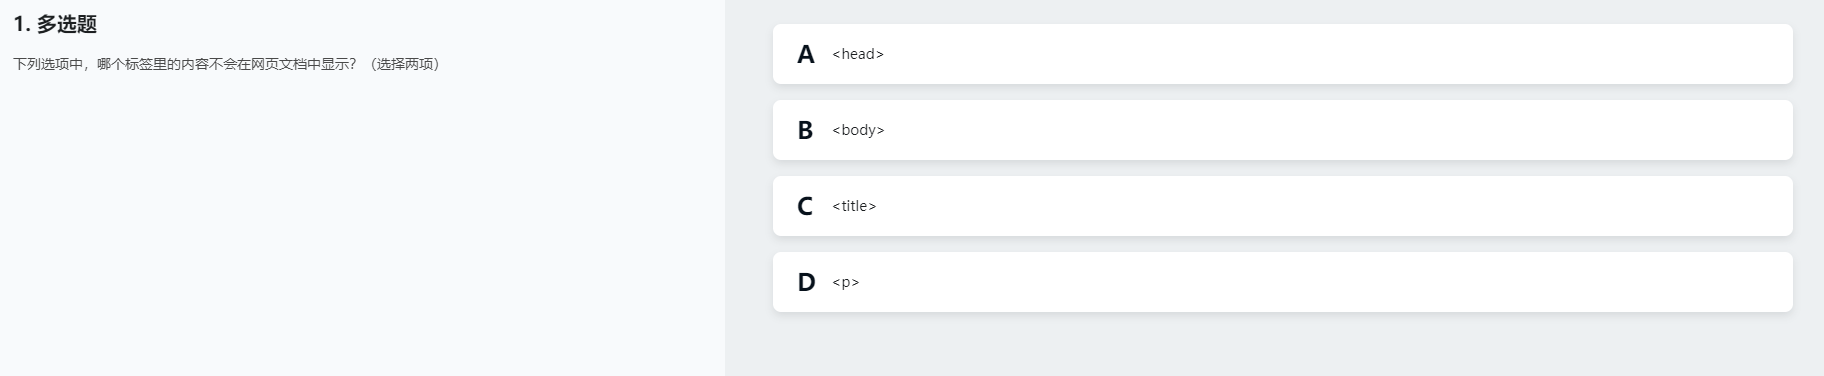 1. 多选题
下列选项中，哪个标签里的内容不会在网页文档中显示？（选择两项）
A <head>
B <body>
C <title>
D <p>